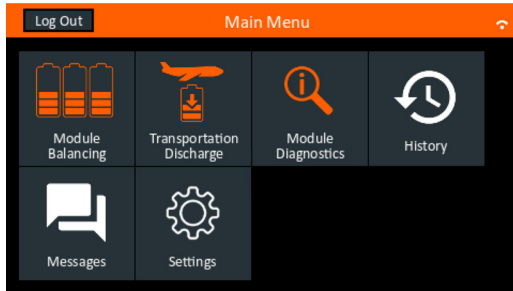 Log Out
Main Menu
Module
Balancing
Transportation
Discharge
Module
Diagnostics
History
Messages
Settings